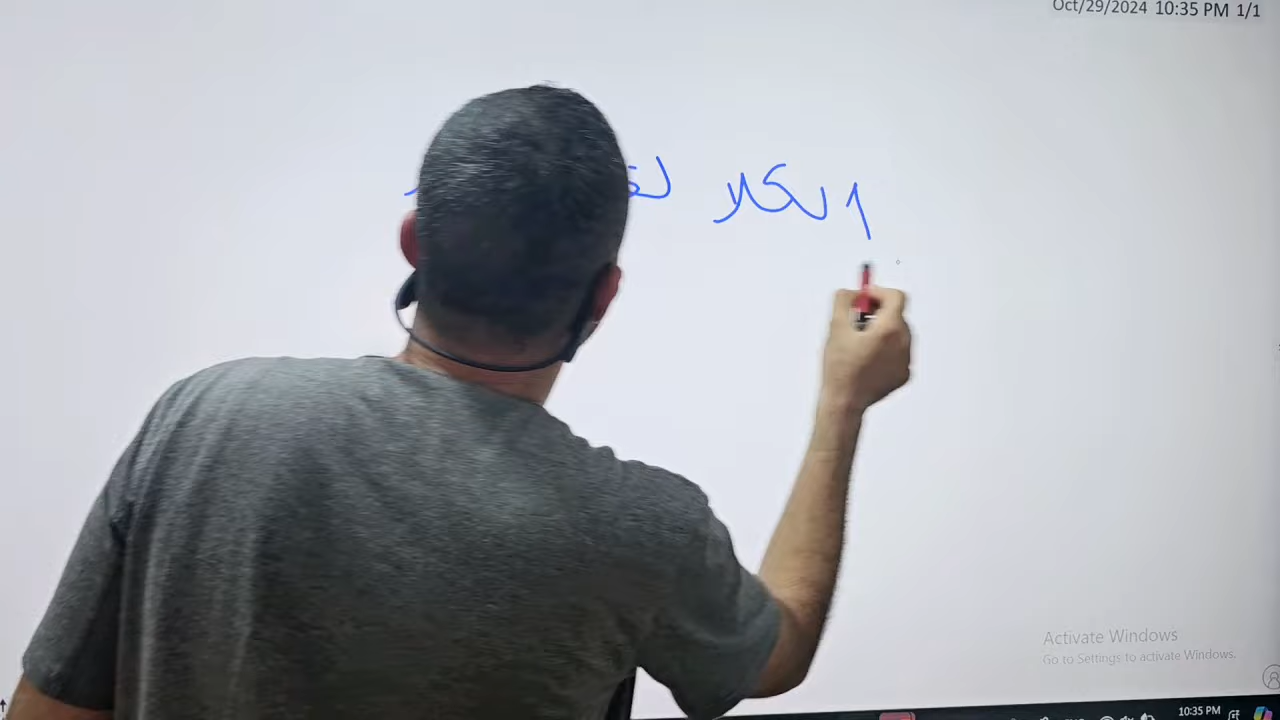 Oct/29/2024 10:35 PM 1/1
الكلا
Activate Windows
Go to Settings to activate Windows.
10:35 PM